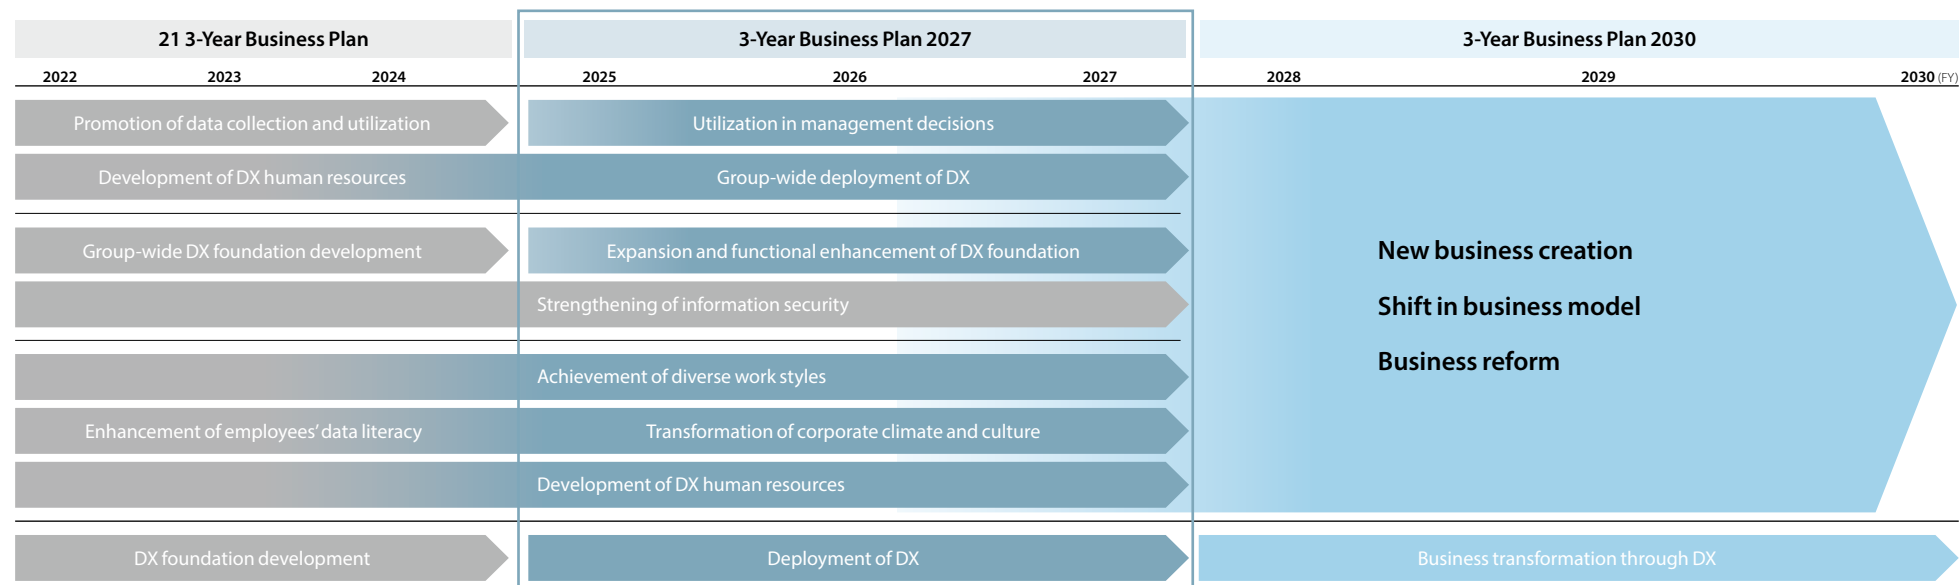 21 3-Year Business Plan
3-Year Business Plan 2027
3-Year Business Plan 2030
2022 2023 2024 2025 2026 2027 2028 2029 2030 (FY)
Promotion of data collection and utilization
Utilization in management decisions
Development of DX human resources
Group-wide deployment of DX
Group-wide DX foundation development
Expansion and functional enhancement of DX foundation
Strengthening of information security
Achievement of diverse work styles
Enhancement of employees’ data literacy
Transformation of corporate climate and culture
Development of DX human resources
New business creation
Shift in business model
Business reform
DX foundation development
Deployment of DX
Business transformation through DX